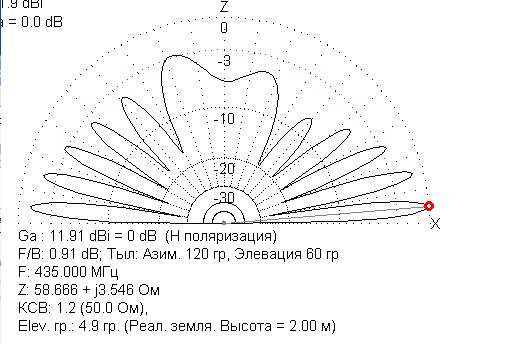 1.9 dBi
a = 0.0 dB
Z
0
-3
-10
-20
-30
X
Ga : 11.91 dBi = 0 dB (Н поляризация)
F/B: 0.91 dB; Тыл: Азим. 120 гр, Элевация 60 гр
F: 435.000 МГц
Z: 58.666 + j3.546 Ом
КСВ: 1.2 (50.0 Ом),
Elev. гр.: 4.9 гр. (Реал. земля. Высота = 2.00 м)